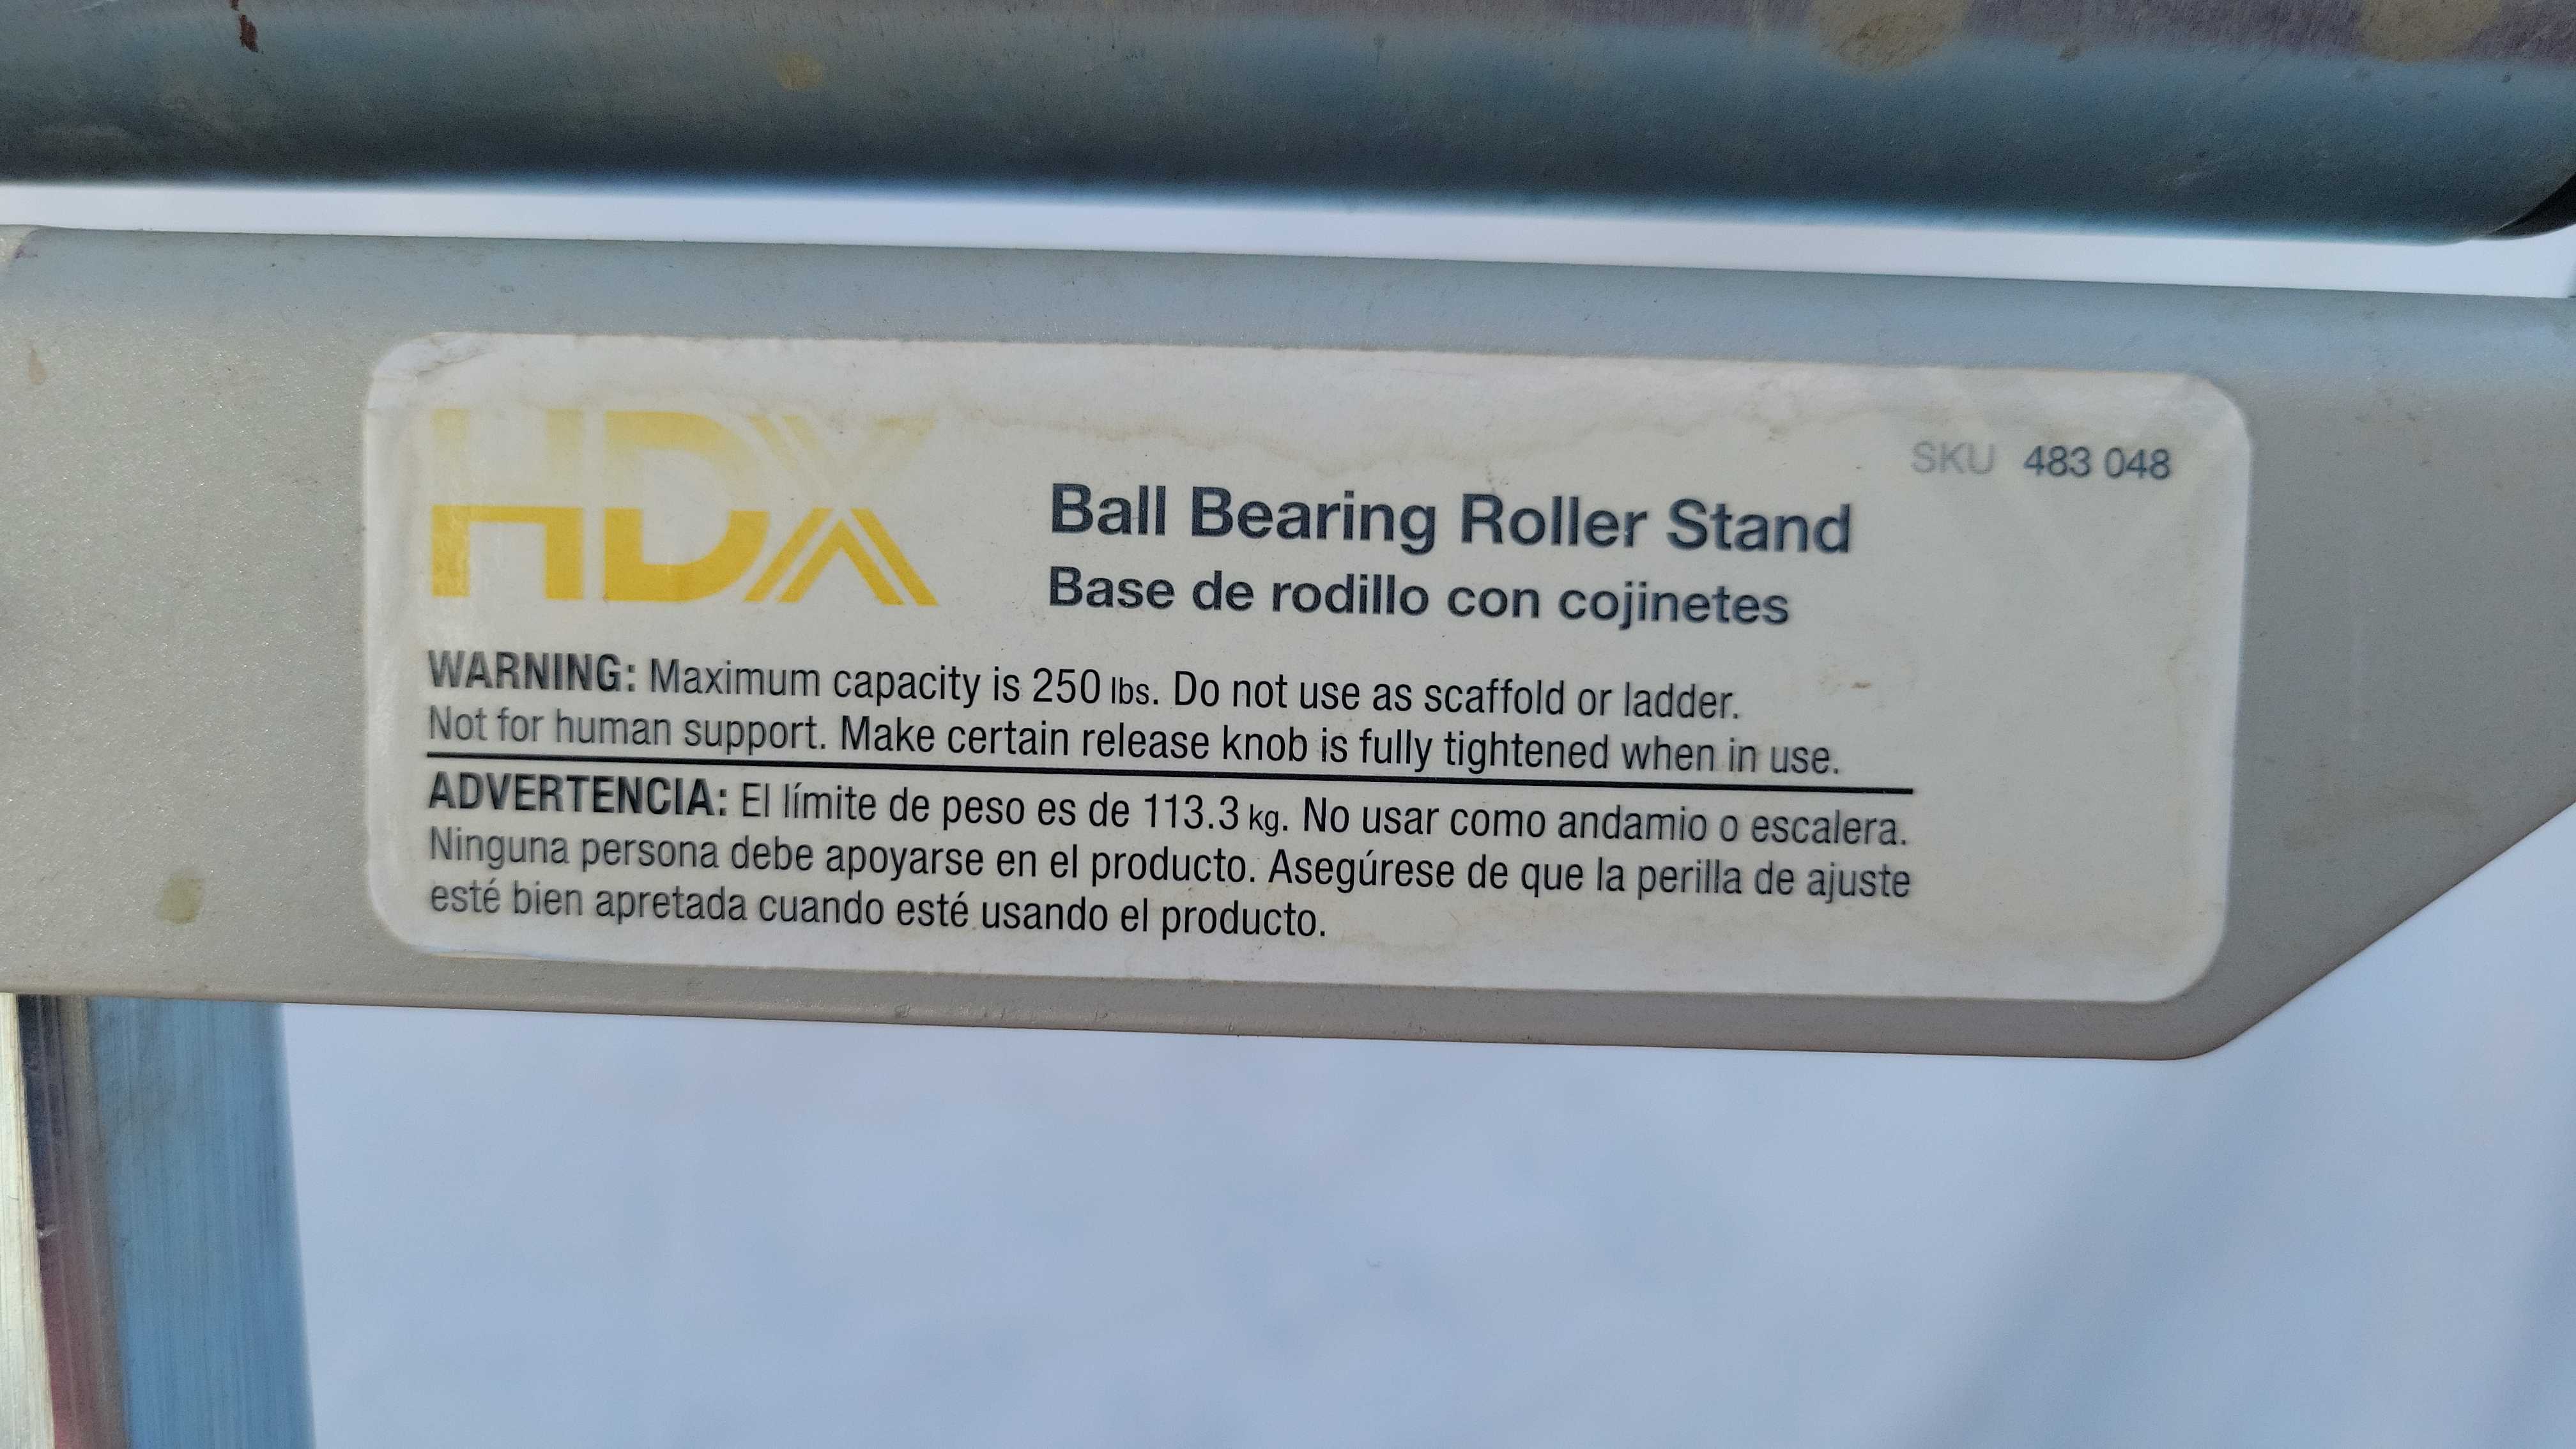 HDX
SKU 483 048
Ball Bearing Roller Stand
Base de rodillo con cojinetes
WARNING: Maximum capacity is 250 lbs. Do not use as scaffold or ladder.
Not for human support. Make certain release knob is fully tightened when in use.
ADVERTENCIA: El límite de peso es de 113.3 kg. No usar como andamio o escalera.
Ninguna persona debe apoyarse en el producto. Asegúrese de que la perilla de ajuste
esté bien apretada cuando esté usando el producto.